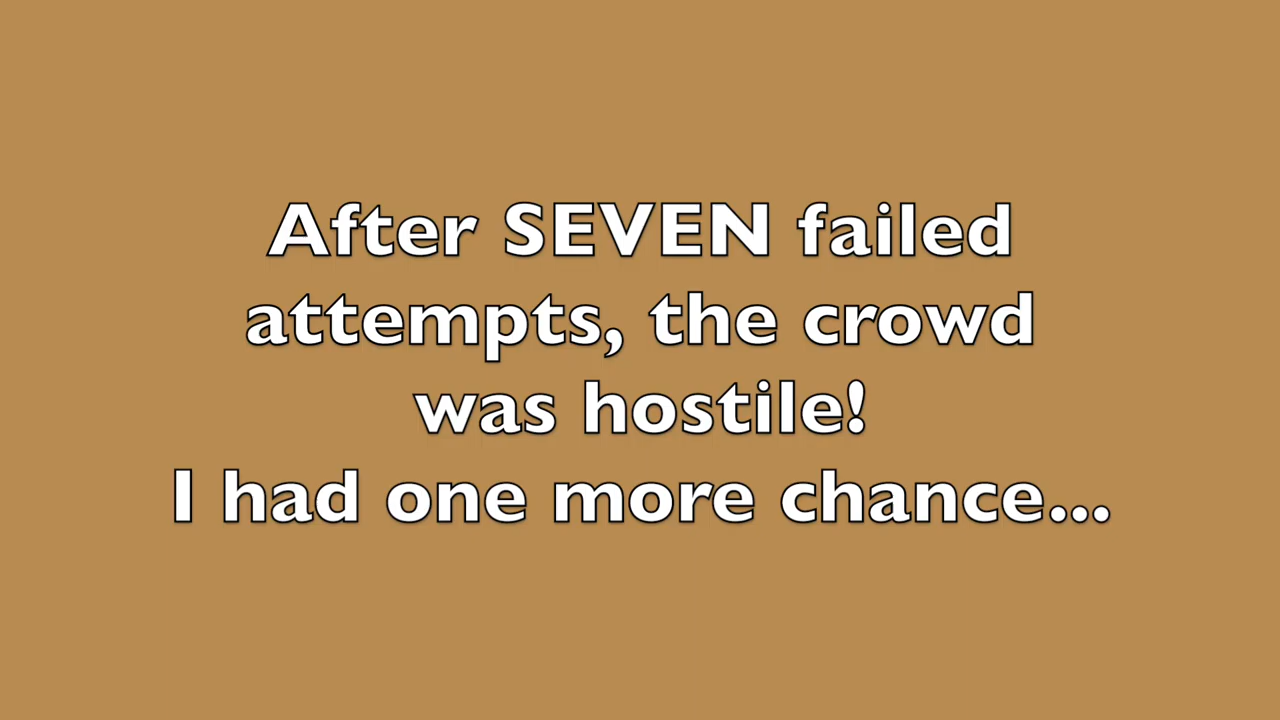 After SEVEN failed
attempts, the crowd
was hostile!
I had one more chance...